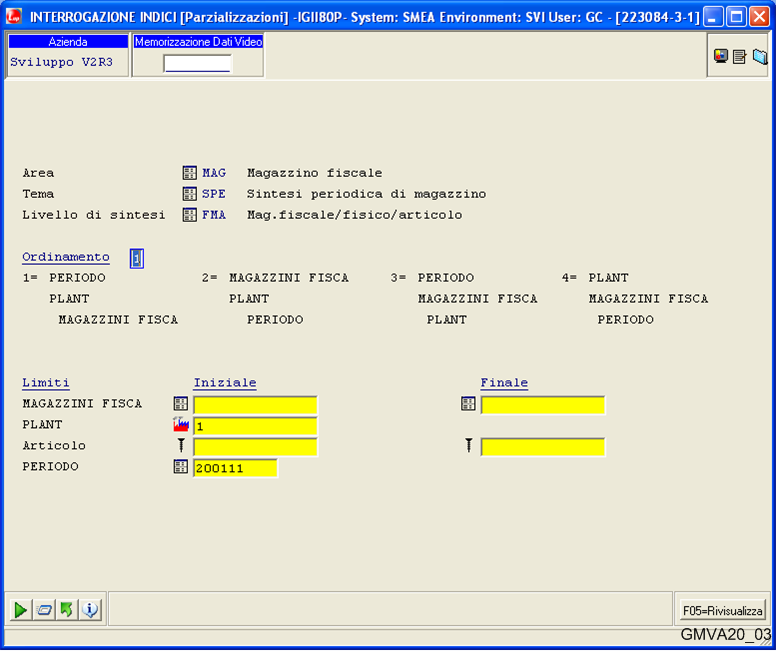 INTERROGAZIONE INDICI [Parzializzazioni] -IGII80P- System: SMEA Environment: SVI User: GC - [223084-3-1]
Azienda Memorizzazione Dati Video
Sviluppo V2R3
Area MAG Magazzino fiscale
Tema SPE Sintesi periodica di magazzino
Livello di sintesi FMA Mag.fiscale/fisico/articolo
Ordinamento 1
1= PERIODO 2= MAGAZZINI FISCA 3= PERIODO 4= PLANT
PLANT PLANT MAGAZZINI FISCA MAGAZZINI FISCA
MAGAZZINI FISCA PERIODO PLANT PERIODO
Limiti Iniziale Finale
MAGAZZINI FISCA
PLANT 1
Articolo
PERIODO 200111
F05=Rivisualizza
GMVA20_03